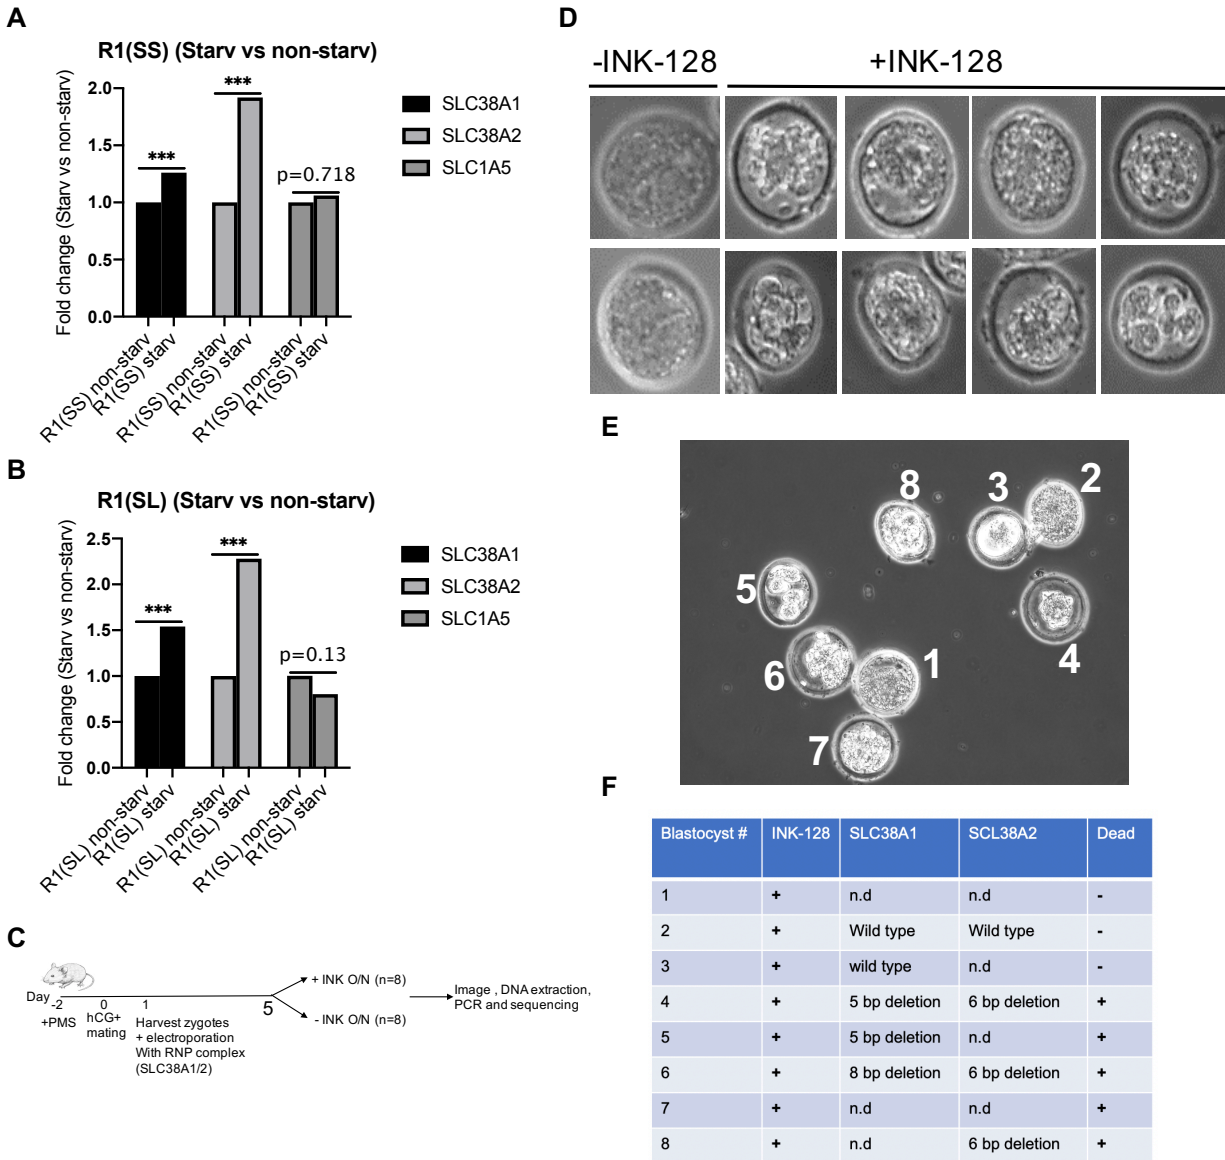 A
R1(SS) (Starv vs non-starv)
Fold change (Starv vs non-starv)
2.0
1.5
1.0
0.5
0.0
***
***
p=0.718
SLC38A1
SLC38A2
SLC1A5
R1(SS) non-starv
R1(SS) starv
R1(SS) non-starv
R1(SS) starv
R1(SS) non-starv
R1(SS) starv
B
R1(SL) (Starv vs non-starv)
Fold change (Starv vs non-starv)
2.5
2.0
1.5
1.0
0.5
0.0
***
***
p=0.13
SLC38A1
SLC38A2
SLC1A5
R1(SL) non-starv
R1(SL) starv
R1(SL) non-starv
R1(SL) starv
R1(SL) non-starv
R1(SL) starv
C
Day -2 0 1 5
+PMS
hCG+
mating
Harvest zygotes
+ electroporation
With RNP complex
(SLC38A1/2)
+ INK O/N (n=8)
- INK O/N (n=8)
Image , DNA extraction,
PCR and sequencing
D
-INK-128 +INK-128
E
8 3 2
5 4
6 1
7
F
Blastocyst # INK-128 SLC38A1 SCL38A2 Dead
1 + n.d n.d -
2 + Wild type Wild type -
3 + wild type n.d -
4 + 5 bp deletion 6 bp deletion +
5 + 5 bp deletion n.d +
6 + 8 bp deletion 6 bp deletion +
7 + n.d n.d +
8 + n.d 6 bp deletion +